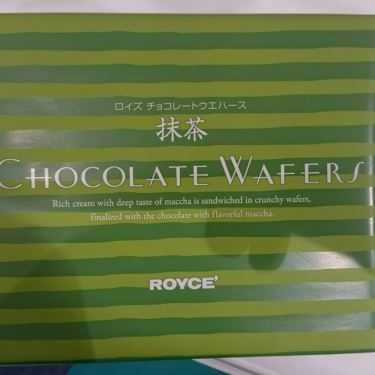 ロイズ チョコレートウエハース
抹茶
CHOCOLATE WAFERS
Rich cream with deep taste of maccha is sandwiched in crunchy wafers,
finalized with the chocolate with flavorful maccha.
ROYCE'